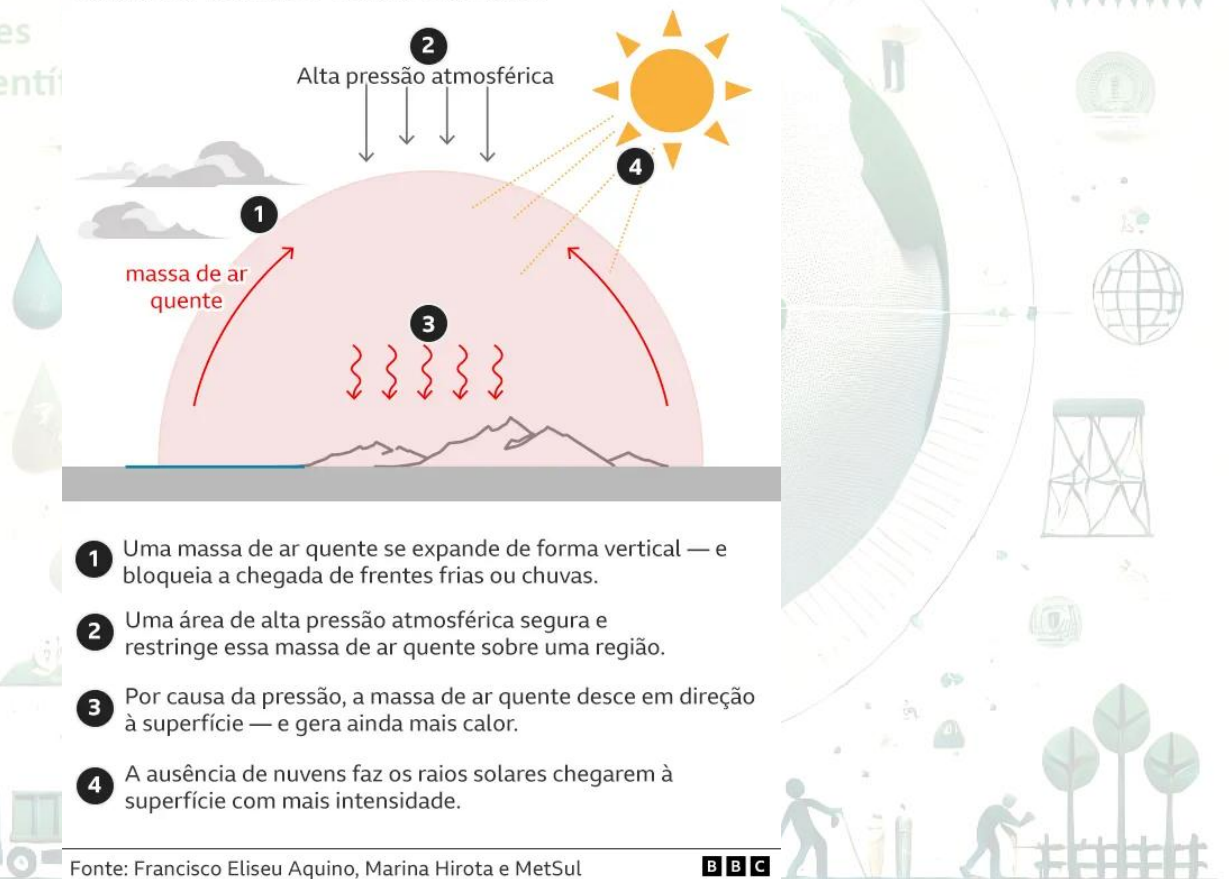 2
Alta pressão atmosférica
4
1
massa de ar
quente
3
1 Uma massa de ar quente se expande de forma vertical — e
bloqueia a chegada de frentes frias ou chuvas.
2 Uma área de alta pressão atmosférica segura e
restringe essa massa de ar quente sobre uma região.
3 Por causa da pressão, a massa de ar quente desce em direção
à superfície — e gera ainda mais calor.
4 A ausência de nuvens faz os raios solares chegarem à
superfície com mais intensidade.
Fonte: Francisco Eliseu Aquino, Marina Hirota e MetSul
BBC